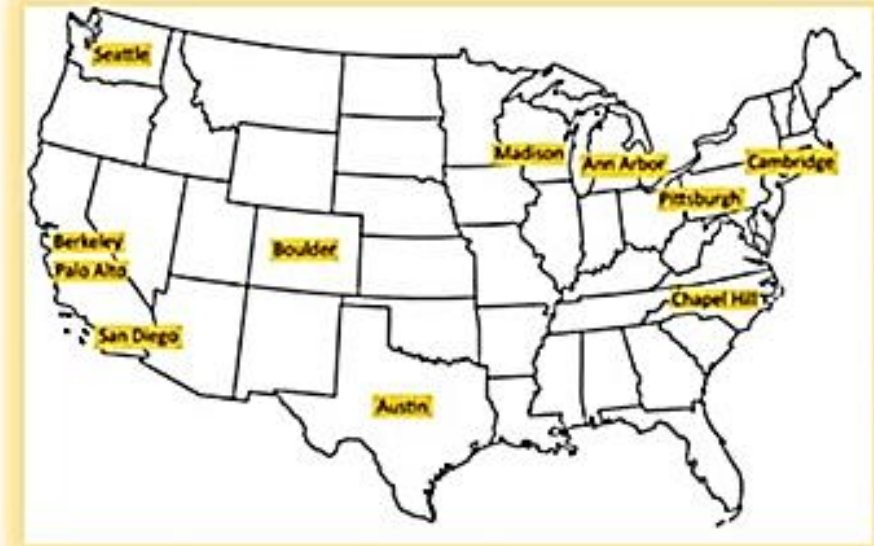 Seattle
Madison
Ann Arbor
Cambridge
Pittsburgh
Berkeley
Boulder
Palo Alto
Chapel Hill
San Diego
Austin